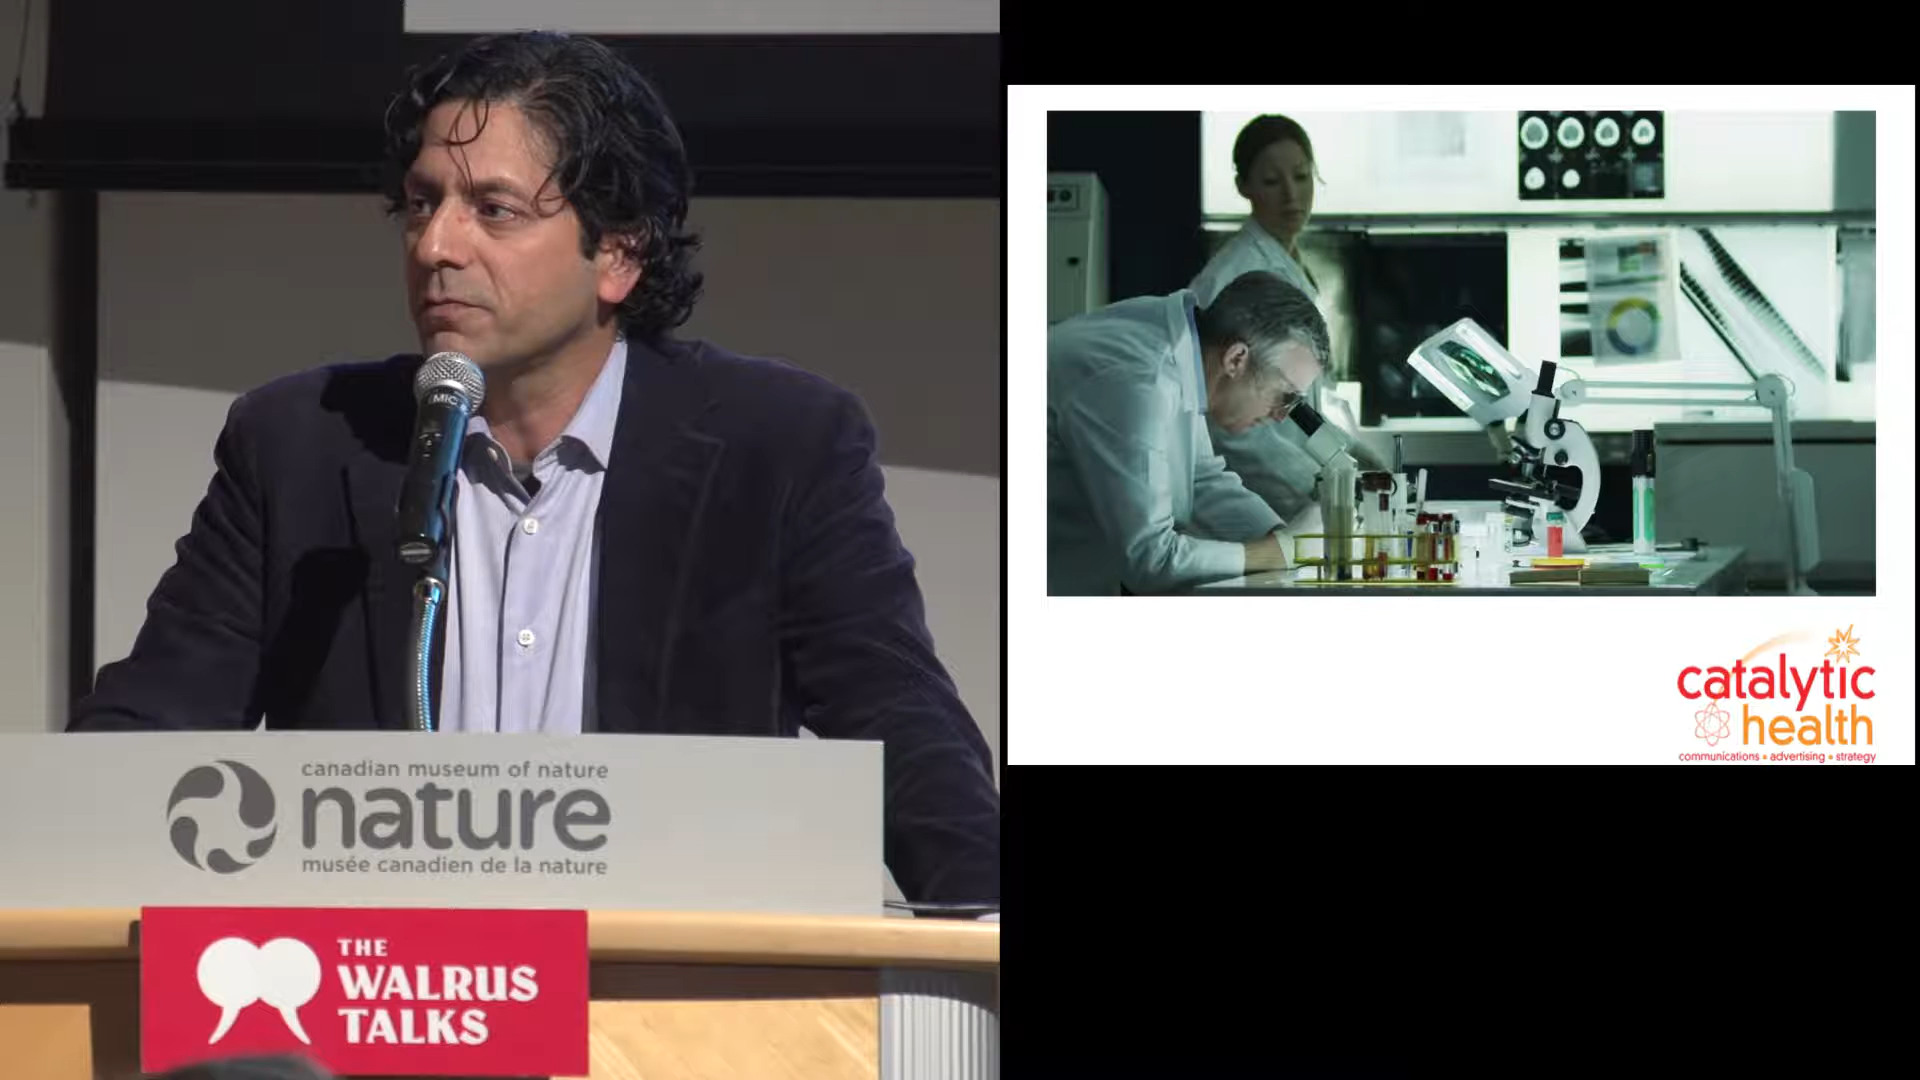 MIC
canadian museum of nature
nature
musée canadien de la nature
THE
WALRUS
TALKS
catalytic
health
communications • advertising • strategy